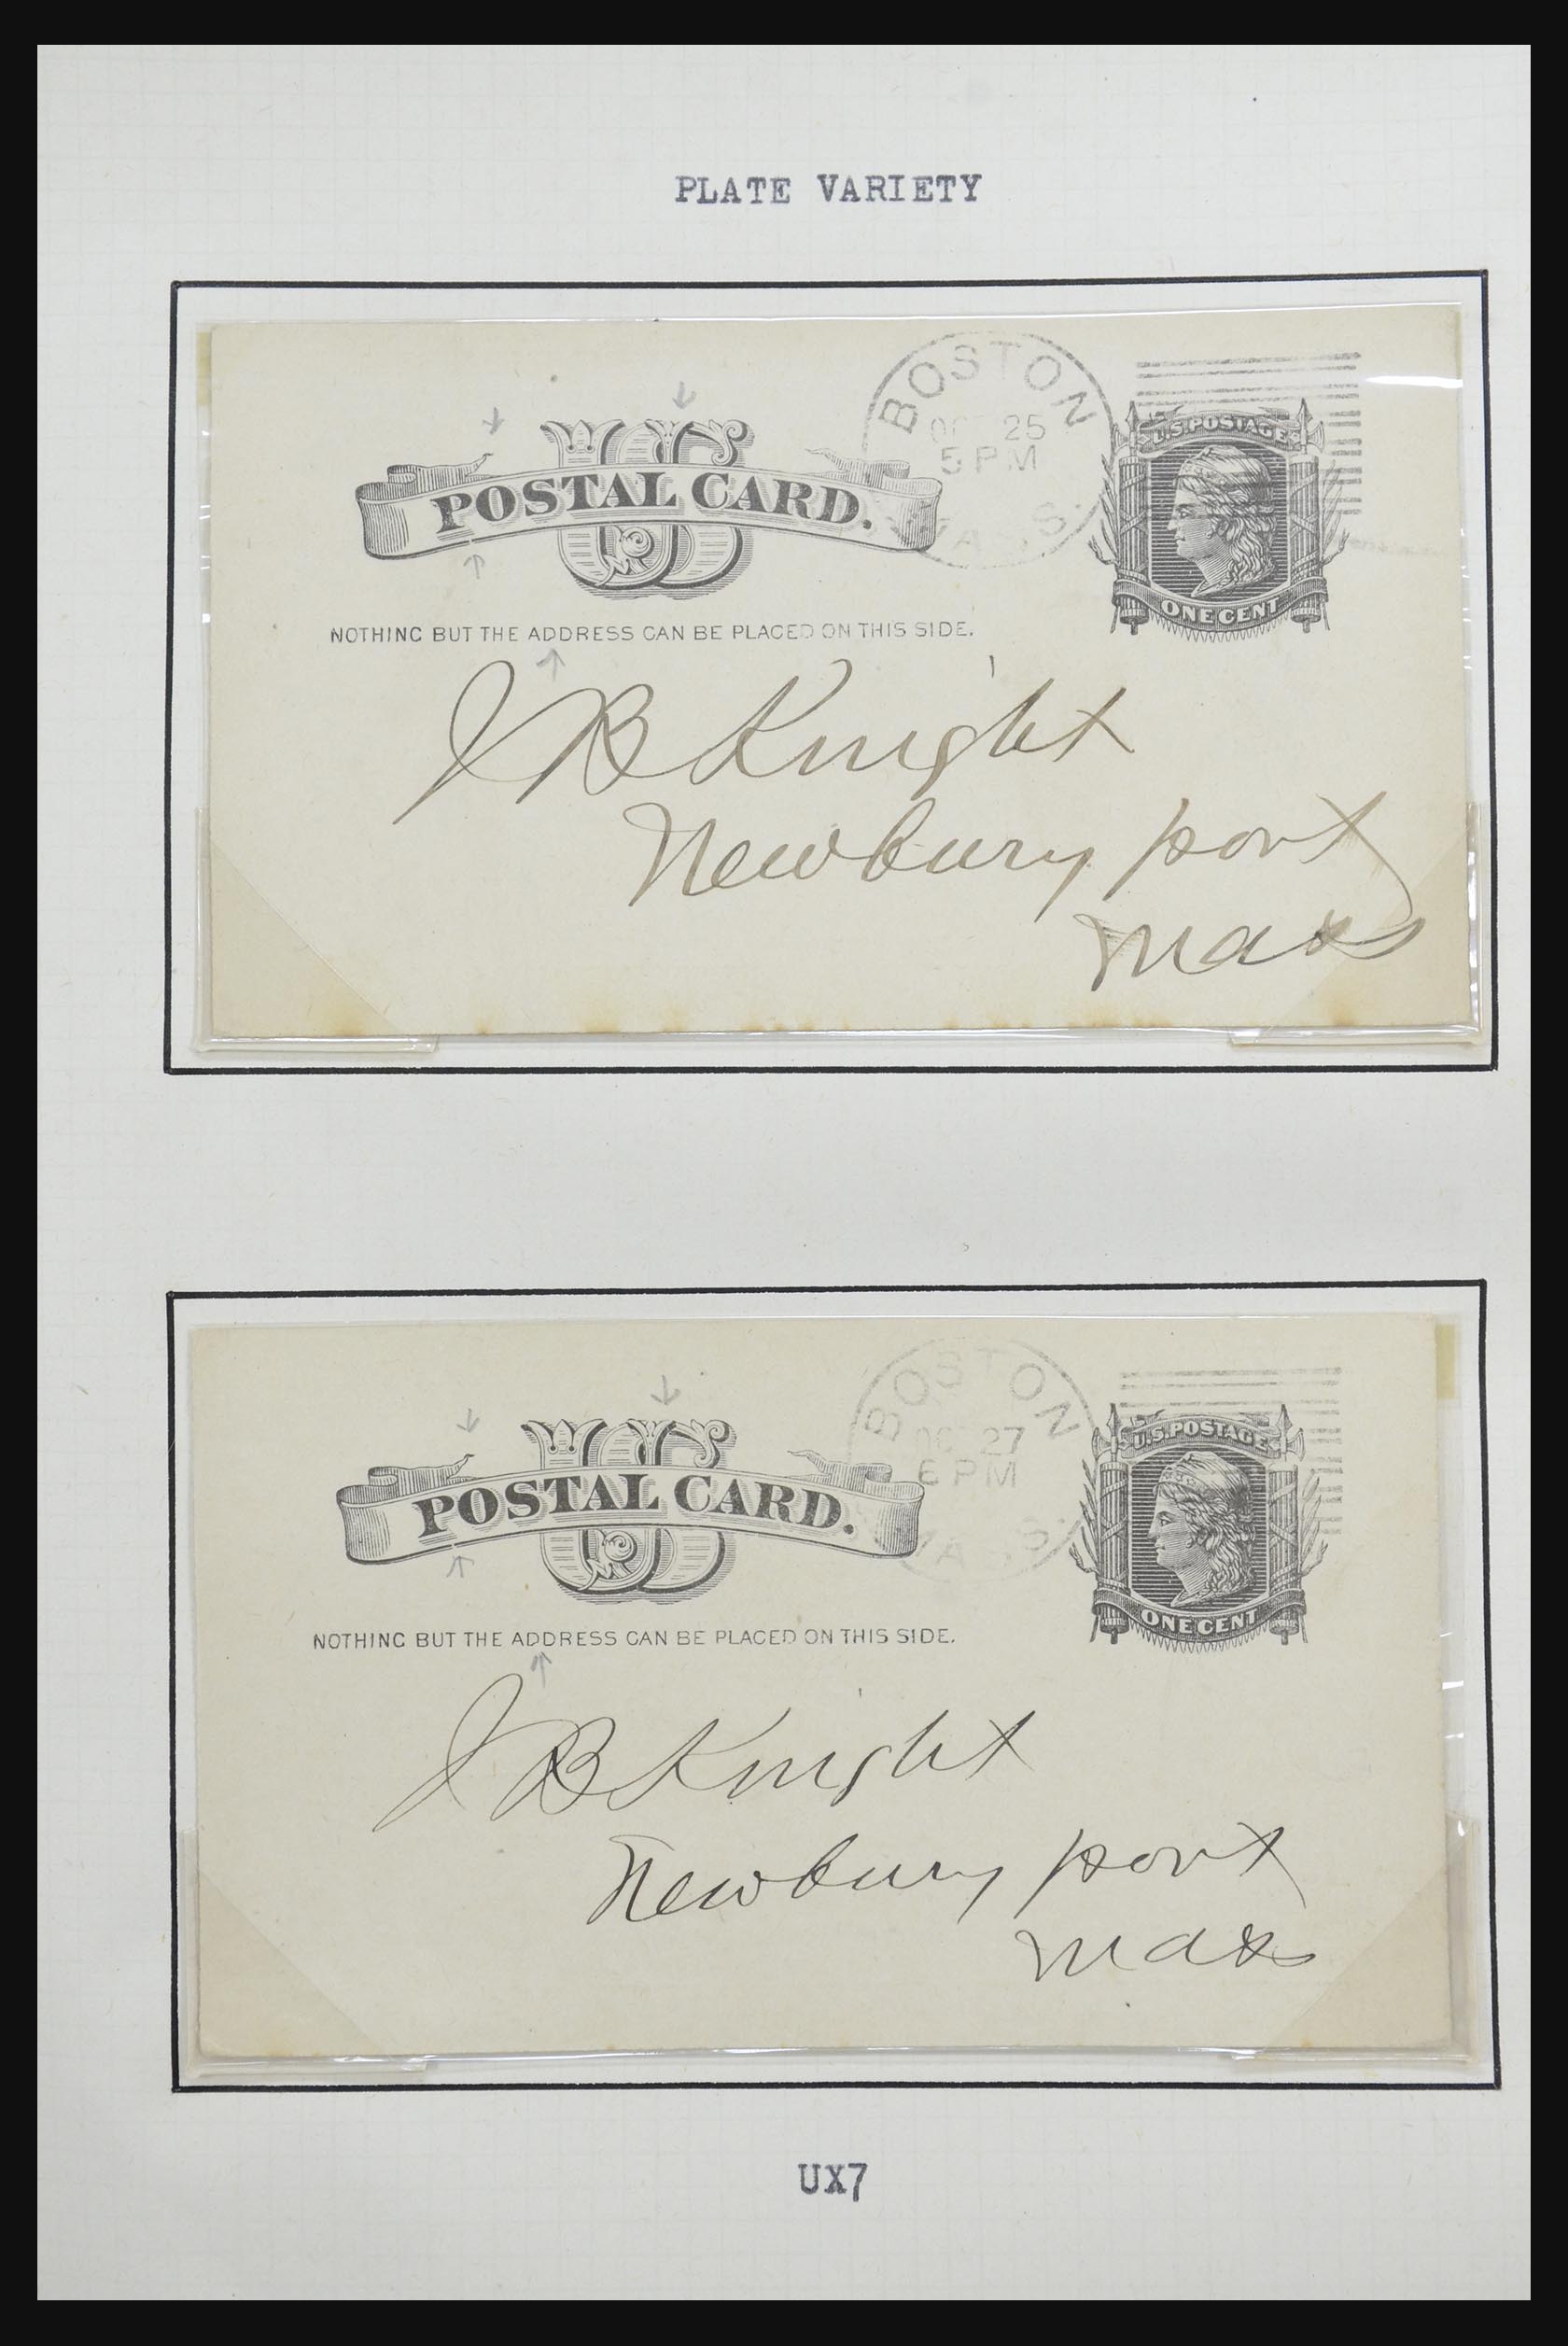 PLATE VARIETY
BOSTON
25
5 PM
MASS.
U.S. POSTAGE
US
POSTAL CARD.
ONE CENT
NOTHING BUT THE ADDRESS CAN BE PLACED ON THIS SIDE.
J B Knight
Newbury port
Mass
BOSTON
27
6 PM
MASS.
U.S. POSTAGE
US
POSTAL CARD.
ONE CENT
NOTHING BUT THE ADDRESS CAN BE PLACED ON THIS SIDE.
J B Knight
Newbury port
Mass
UX7